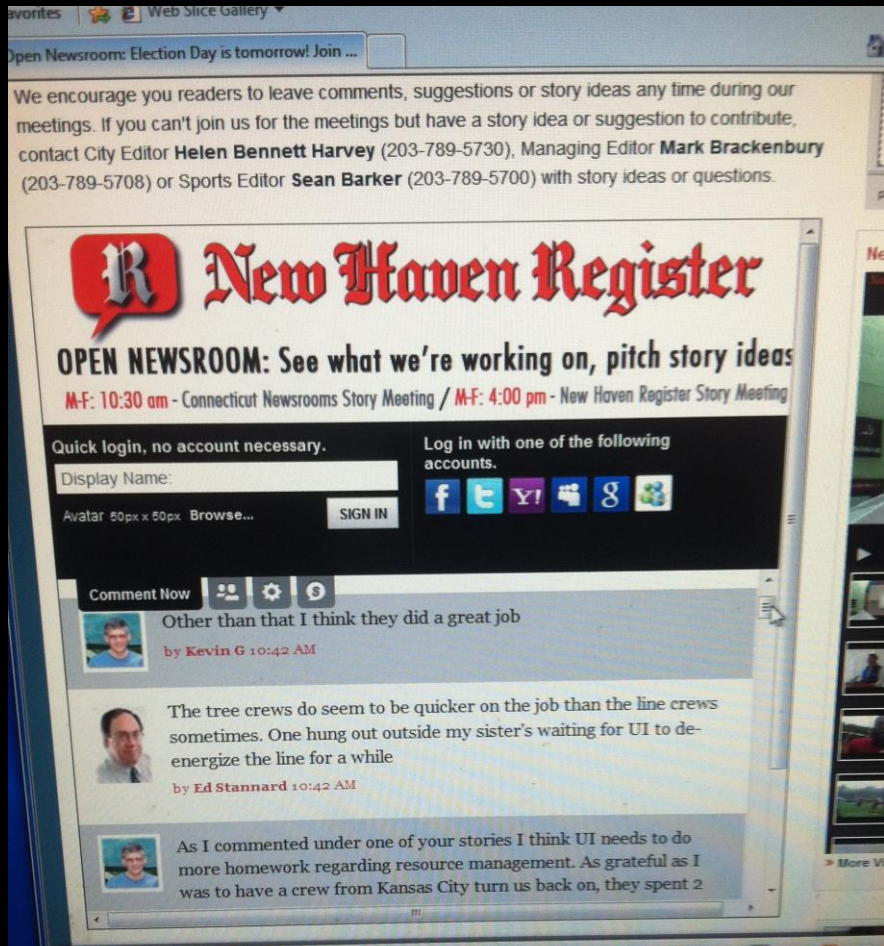 avorites Web Slice Gallery
Open Newsroom: Election Day is tomorrow! Join ...
We encourage you readers to leave comments, suggestions or story ideas any time during our
meetings. If you can't join us for the meetings but have a story idea or suggestion to contribute,
contact City Editor Helen Bennett Harvey (203-789-5730), Managing Editor Mark Brackenbury
(203-789-5708) or Sports Editor Sean Barker (203-789-5700) with story ideas or questions.
R New Haven Register
OPEN NEWSROOM: See what we're working on, pitch story ideas
M-F: 10:30 am - Connecticut Newsrooms Story Meeting / M-F: 4:00 pm - New Haven Register Story Meeting
Quick login, no account necessary.
Display Name:
Avatar 50px x 50px Browse...
SIGN IN
Log in with one of the following
accounts.
f t Y! g
Comment Now
S
Other than that I think they did a great job
by Kevin G 10:42 AM
The tree crews do seem to be quicker on the job than the line crews
sometimes. One hung out outside my sister's waiting for UI to de-
energize the line for a while
by Ed Stannard 10:42 AM
As I commented under one of your stories I think UI needs to do
more homework regarding resource management. As grateful as I
was to have a crew from Kansas City turn us back on, they spent 2
Ne
» More Vi